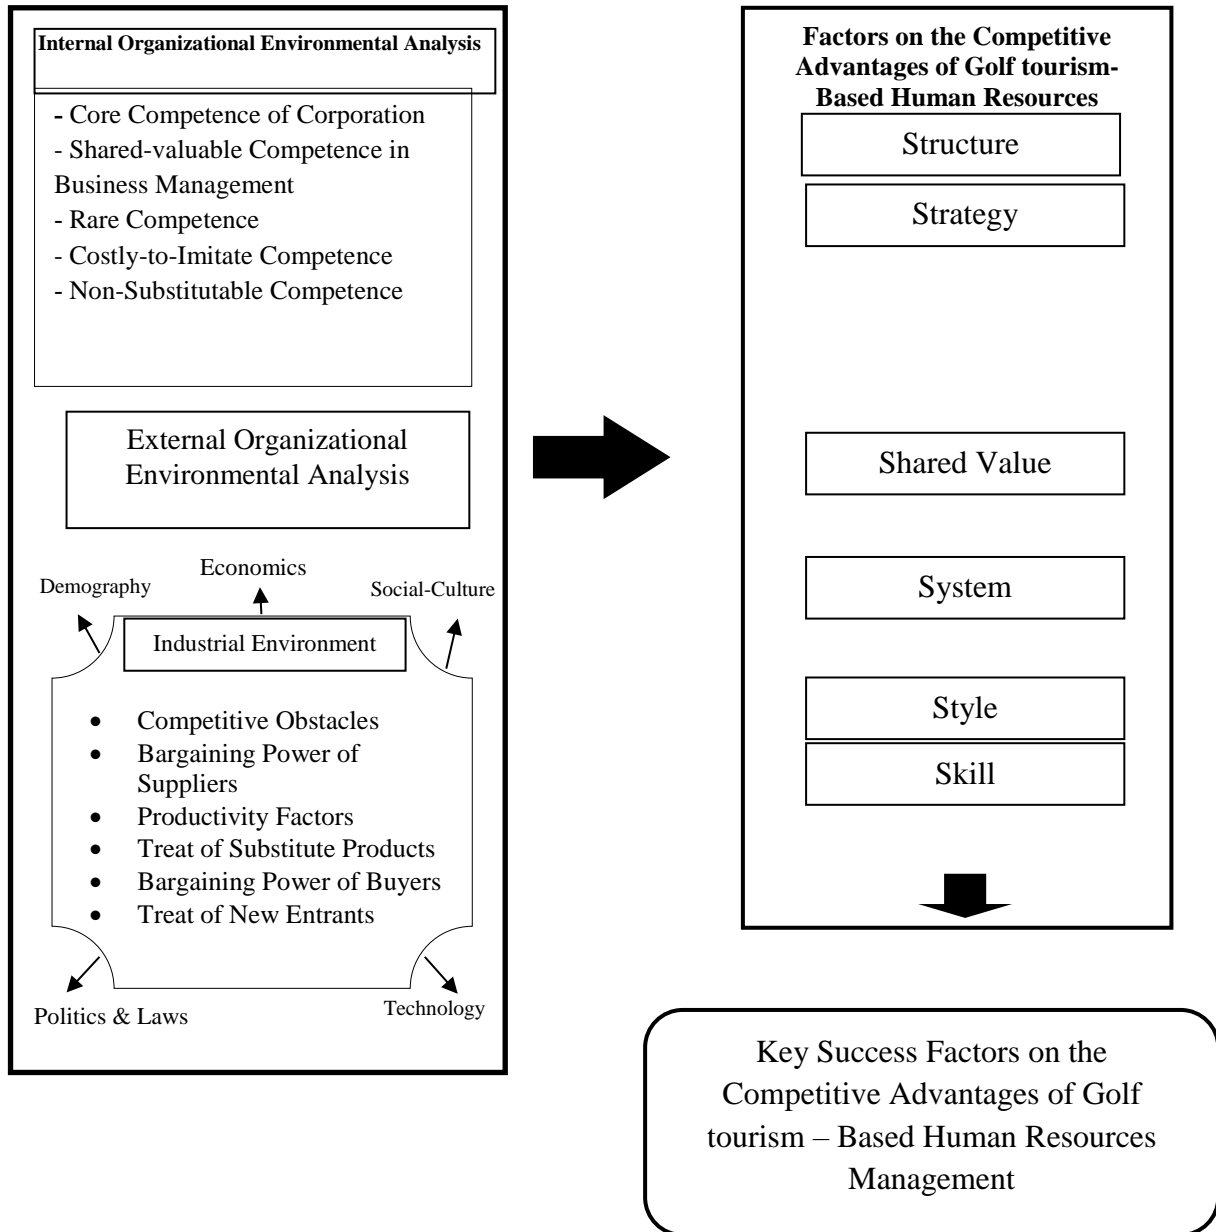 Internal Organizational Environmental Analysis
- Core Competence of Corporation
- Shared-valuable Competence in
Business Management
- Rare Competence
- Costly-to-Imitate Competence
- Non-Substitutable Competence
External Organizational
Environmental Analysis
Economics
Demography
Social-Culture
Industrial Environment
• Competitive Obstacles
• Bargaining Power of
Suppliers
• Productivity Factors
• Treat of Substitute Products
• Bargaining Power of Buyers
• Treat of New Entrants
Politics & Laws
Technology
Factors on the Competitive
Advantages of Golf tourism-
Based Human Resources
Structure
Strategy
Shared Value
System
Style
Skill
Key Success Factors on the
Competitive Advantages of Golf
tourism – Based Human Resources
Management